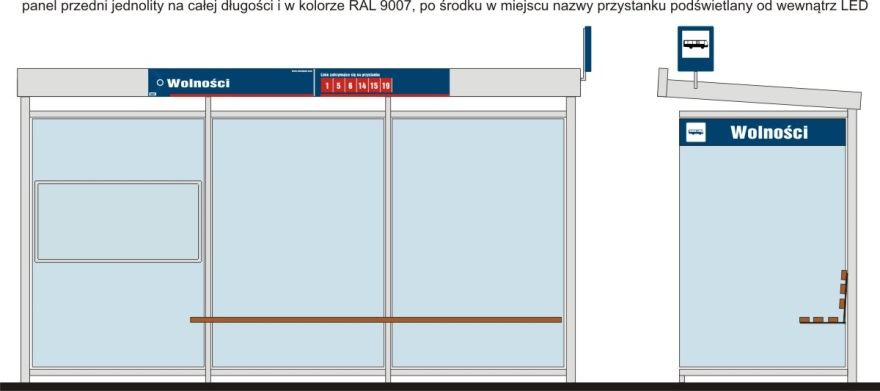 panel przedni jednolity na całej długości i w kolorze RAL 9007, po środku w miejscu nazwy przystanku podświetlany od wewnątrz LED
Wolności
Linie zatrzymujące się na przystanku
1 5 6 14 15 19
Wolności